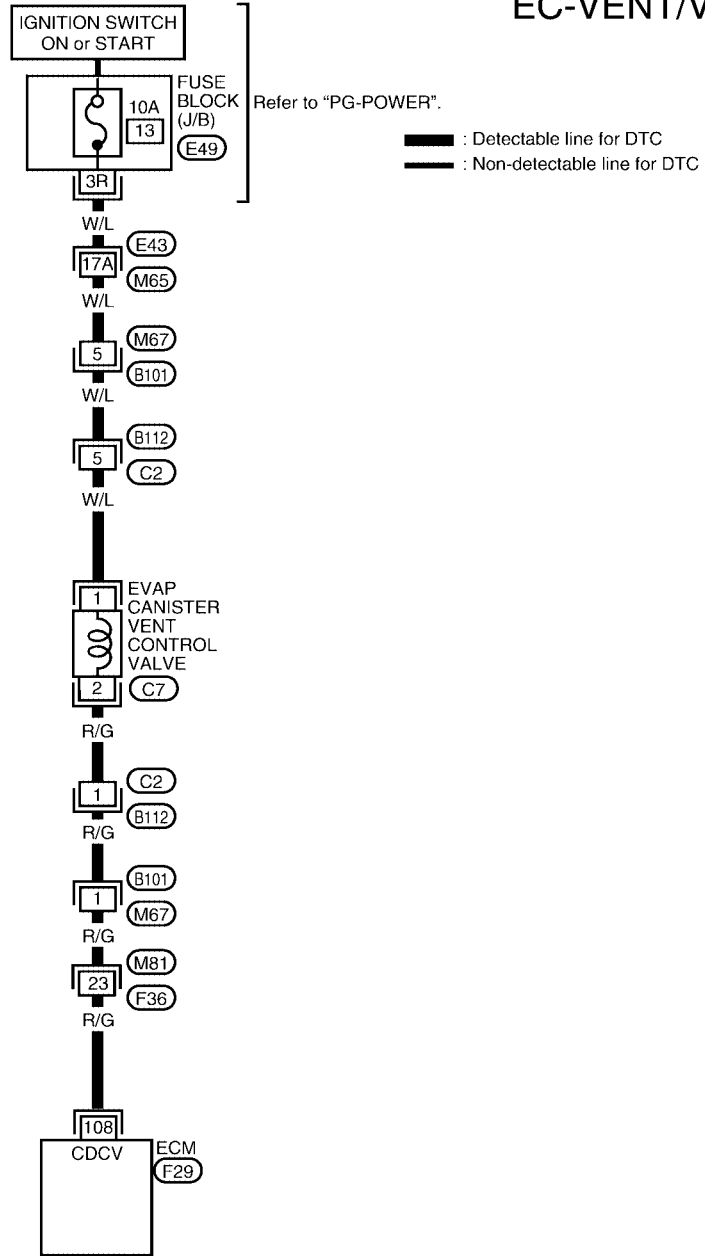 EC-VENT/V
IGNITION SWITCH
ON or START
FUSE
BLOCK
(J/B)
10A
13
E49
Refer to “PG-POWER”.
: Detectable line for DTC
: Non-detectable line for DTC
3R
W/L
E43
17A
M65
W/L
M67
5
B101
W/L
B112
5
C2
W/L
1
EVAP
CANISTER
VENT
CONTROL
VALVE
2
C7
R/G
C2
1
B112
R/G
B101
1
M67
R/G
M81
23
F36
R/G
108
CDCV
ECM
F29